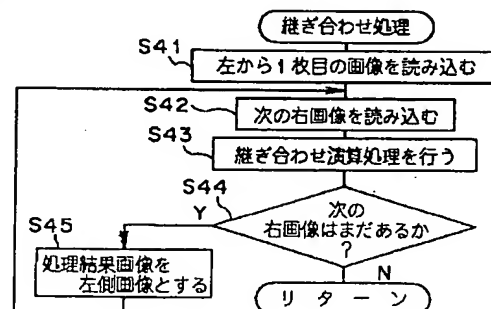 継ぎ合わせ処理
S41
左から1枚目の画像を読み込む
S42
次の右画像を読み込む
S43
継ぎ合わせ演算処理を行う
S44
Y
次の
右画像はまだあるか
?
S45
処理結果画像を
左側画像とする
N
リターン